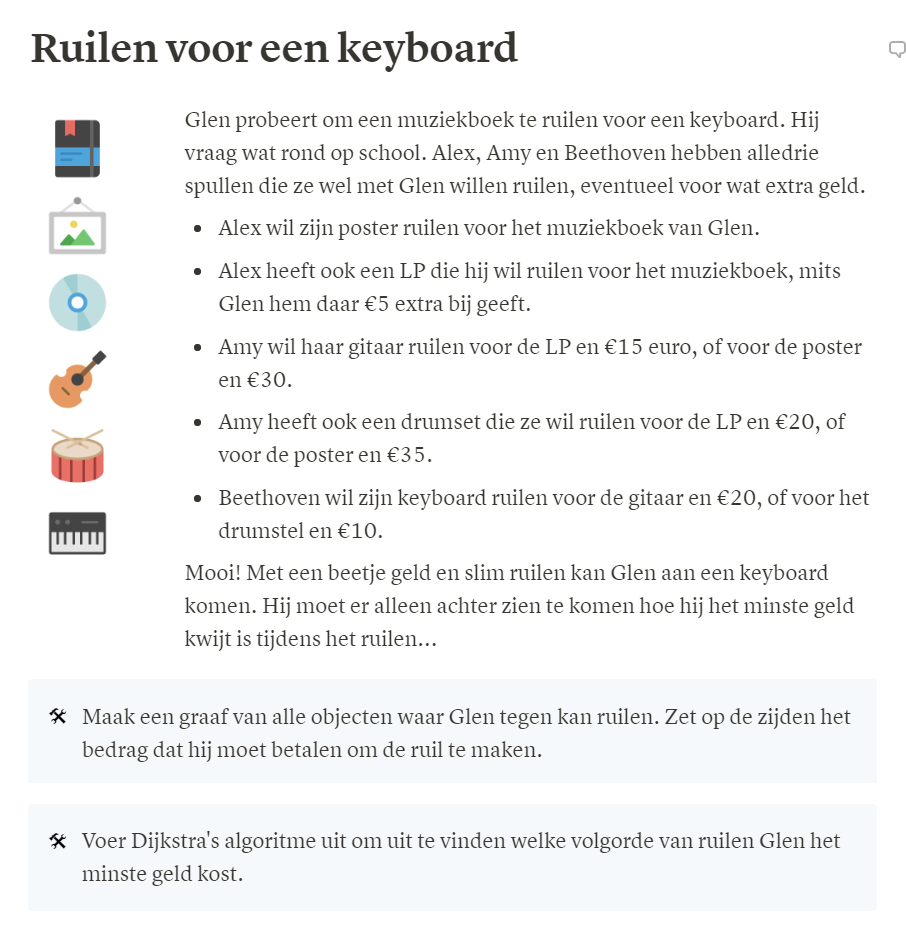 Ruilen voor een keyboard
Glen probeert om een muziekboek te ruilen voor een keyboard. Hij
vraag wat rond op school. Alex, Amy en Beethoven hebben alledrie
spullen die ze wel met Glen willen ruilen, eventueel voor wat extra geld.
• Alex wil zijn poster ruilen voor het muziekboek van Glen.
• Alex heeft ook een LP die hij wil ruilen voor het muziekboek, mits
Glen hem daar €5 extra bij geeft.
• Amy wil haar gitaar ruilen voor de LP en €15 euro, of voor de poster
en €30.
• Amy heeft ook een drumset die ze wil ruilen voor de LP en €20, of
voor de poster en €35.
• Beethoven wil zijn keyboard ruilen voor de gitaar en €20, of voor het
drumstel en €10.
Mooi! Met een beetje geld en slim ruilen kan Glen aan een keyboard
komen. Hij moet er alleen achter zien te komen hoe hij het minste geld
kwijt is tijdens het ruilen...
Maak een graaf van alle objecten waar Glen tegen kan ruilen. Zet op de zijden het
bedrag dat hij moet betalen om de ruil te maken.
Voer Dijkstra's algoritme uit om uit te vinden welke volgorde van ruilen Glen het
minste geld kost.